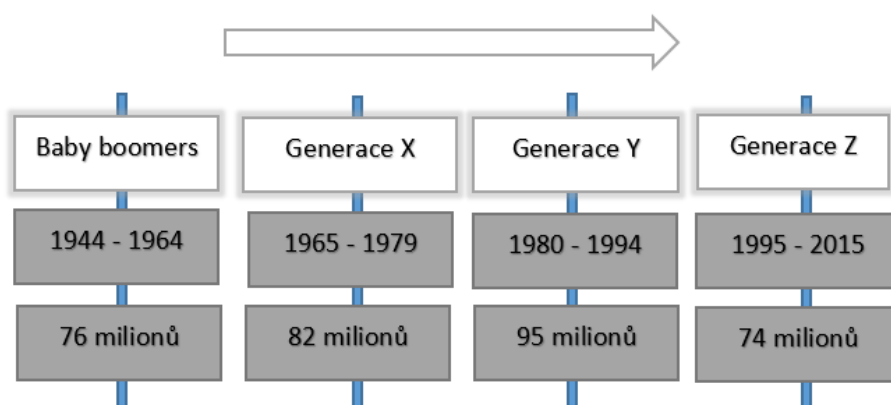 Baby boomers
Generace X
Generace Y
Generace Z
1944 - 1964
1965 - 1979
1980 - 1994
1995 - 2015
76 milionů
82 milionů
95 milionů
74 milionů